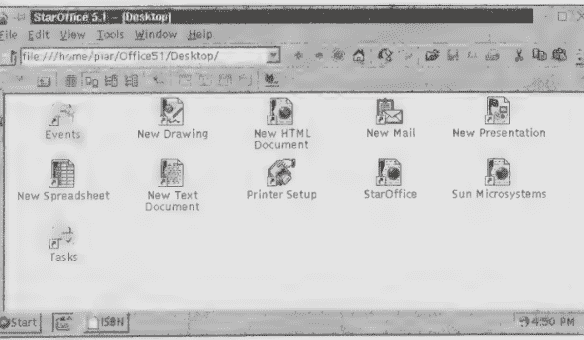 StarOffice 5.1 - [Desktop]
File Edit View Tools Window Help
file:///home/piar/Office51/Desktop/
Events New Drawing New HTML Document New Mail New Presentation
New Spreadsheet New Text Document Printer Setup StarOffice Sun Microsystems
Tasks
Start ISBN 4:50 PM